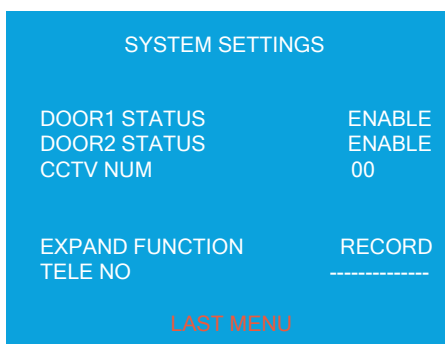 SYSTEM SETTINGS
DOOR1 STATUS ENABLE
DOOR2 STATUS ENABLE
CCTV NUM 00
EXPAND FUNCTION RECORD
TELE NO --------------
LAST MENU